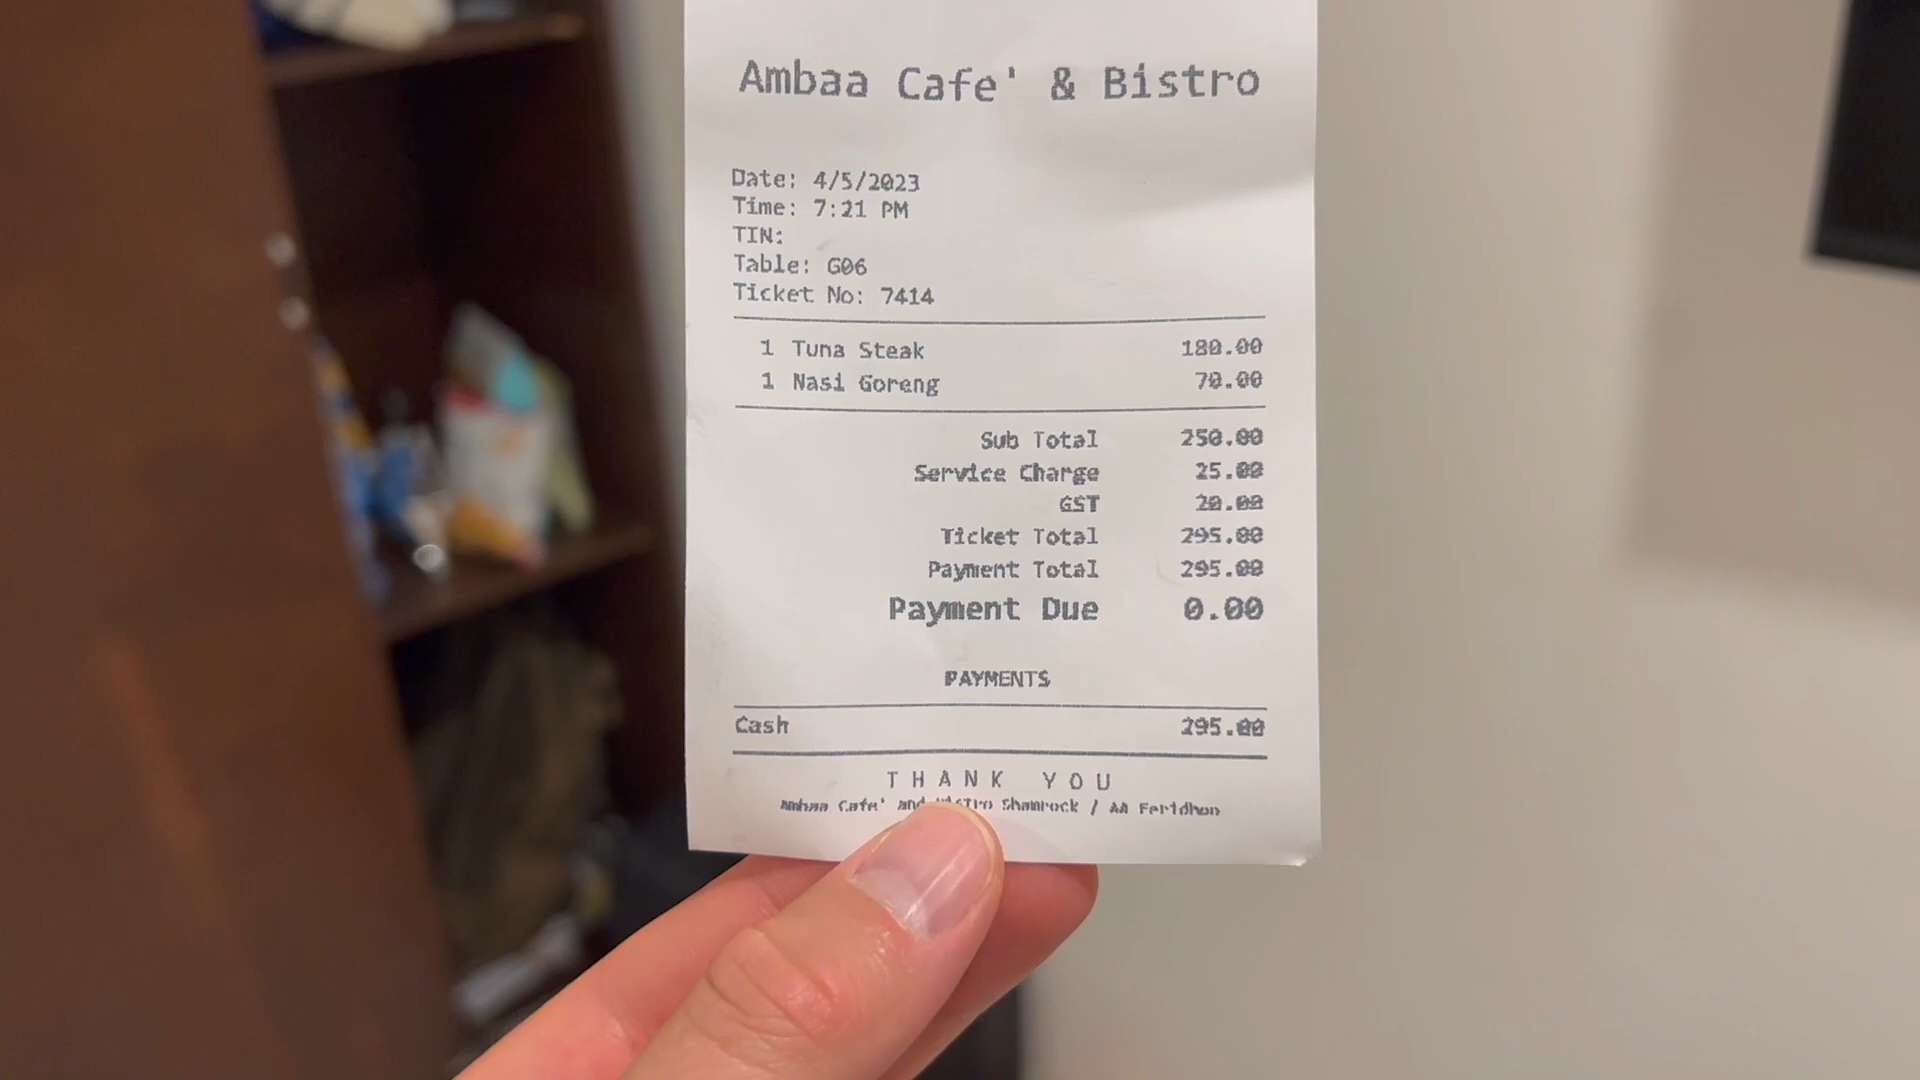 Ambaa Cafe' & Bistro
Date: 4/5/2023
Time: 7:21 PM
TIN:
Table: G06
Ticket No: 7414
1 Tuna Steak 180.00
1 Nasi Goreng 70.00
Sub Total 250.00
Service Charge 25.00
GST 20.00
Ticket Total 295.00
Payment Total 295.00
Payment Due 0.00
PAYMENTS
Cash 295.00
THANK YOU
Ambaa Cafe' and Shamrock / AA Feridhoo